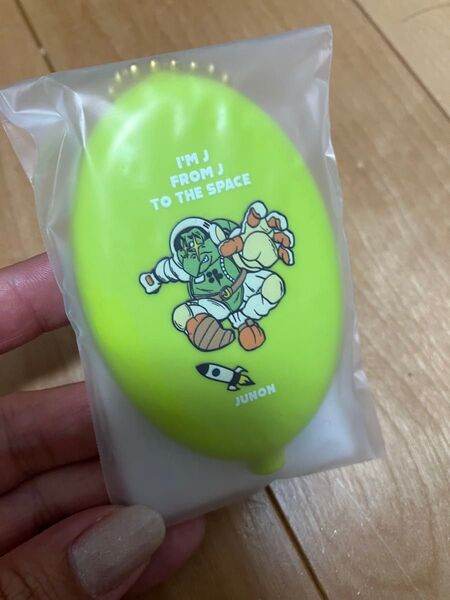 I'M J
FROM J
TO THE SPACE
JUNON